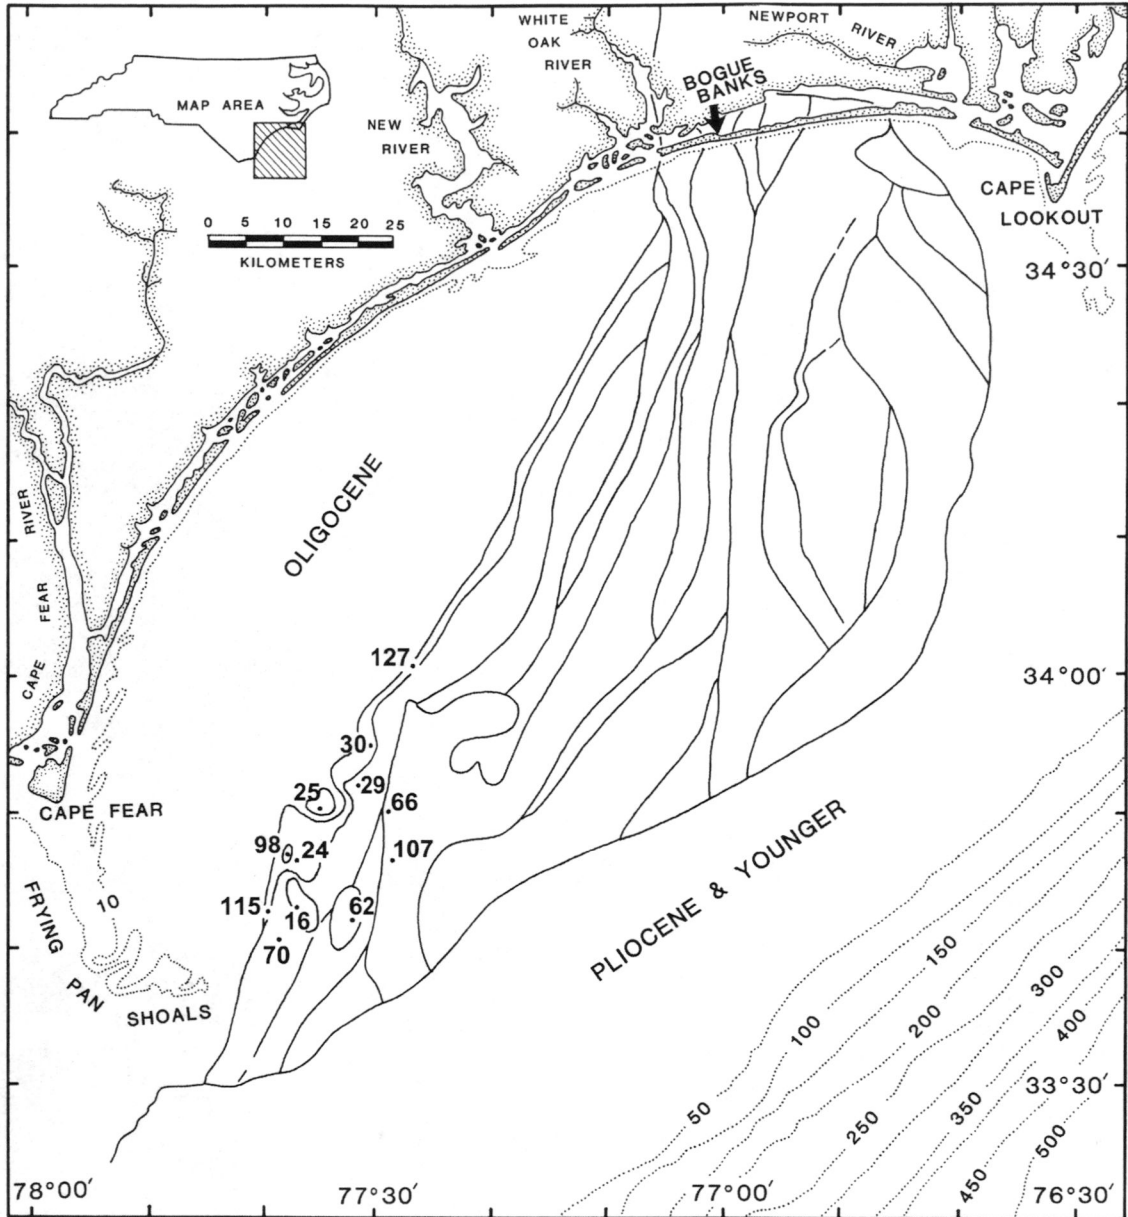 WHITE
OAK
RIVER
NEWPORT
RIVER
BOGUE
BANKS
MAP AREA
NEW
RIVER
CAPE
LOOKOUT
0 5 10 15 20 25
KILOMETERS
34°30′
OLIGOCENE
CAPE FEAR RIVER
127
34°00′
30
29
25
66
CAPE FEAR
98
24
107
115
16
62
70
10
FRYING
PAN
SHOALS
PLIOCENE & YOUNGER
50
100
150
200
250
300
350
400
450
500
33°30′
78°00′
77°30′
77°00′
76°30′